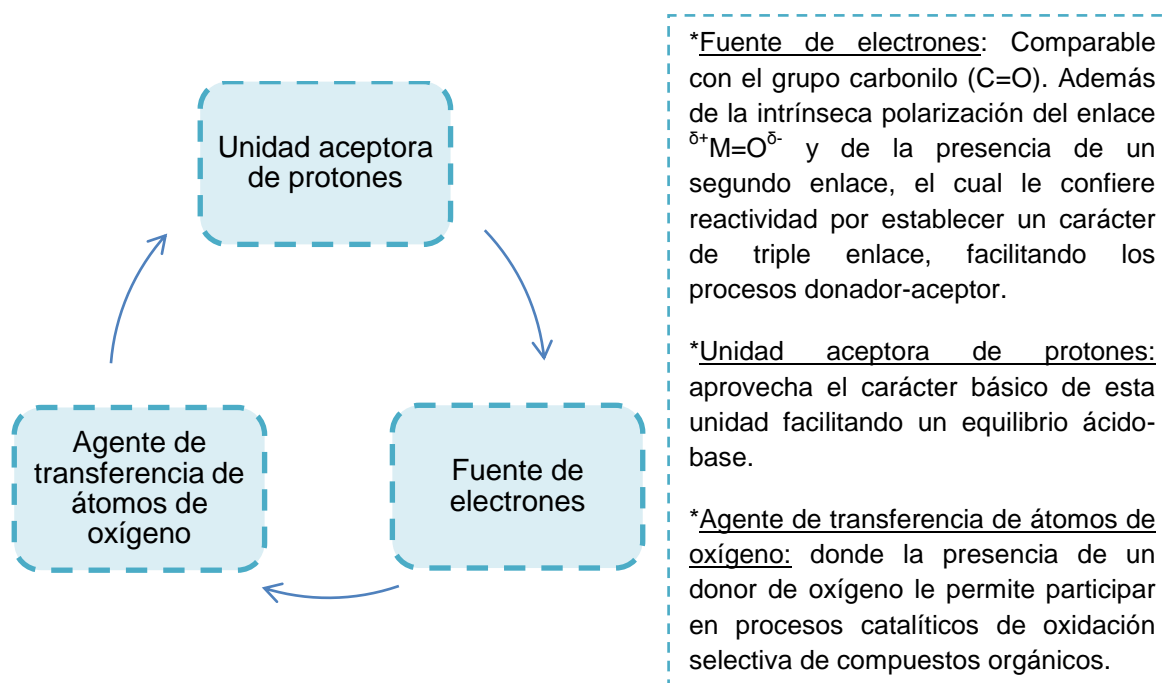 Unidad aceptora
de protones
Agente de
transferencia de
átomos de
oxígeno
Fuente de
electrones
*Fuente de electrones: Comparable
con el grupo carbonilo (C=O). Además
de la intrínseca polarización del enlace
δ+M=Oδ- y de la presencia de un
segundo enlace, el cual le confiere
reactividad por establecer un carácter
de triple enlace, facilitando los
procesos donador-aceptor.
*Unidad aceptora de protones:
aprovecha el carácter básico de esta
unidad facilitando un equilibrio ácido-
base.
*Agente de transferencia de átomos de
oxígeno: donde la presencia de un
donor de oxígeno le permite participar
en procesos catalíticos de oxidación
selectiva de compuestos orgánicos.